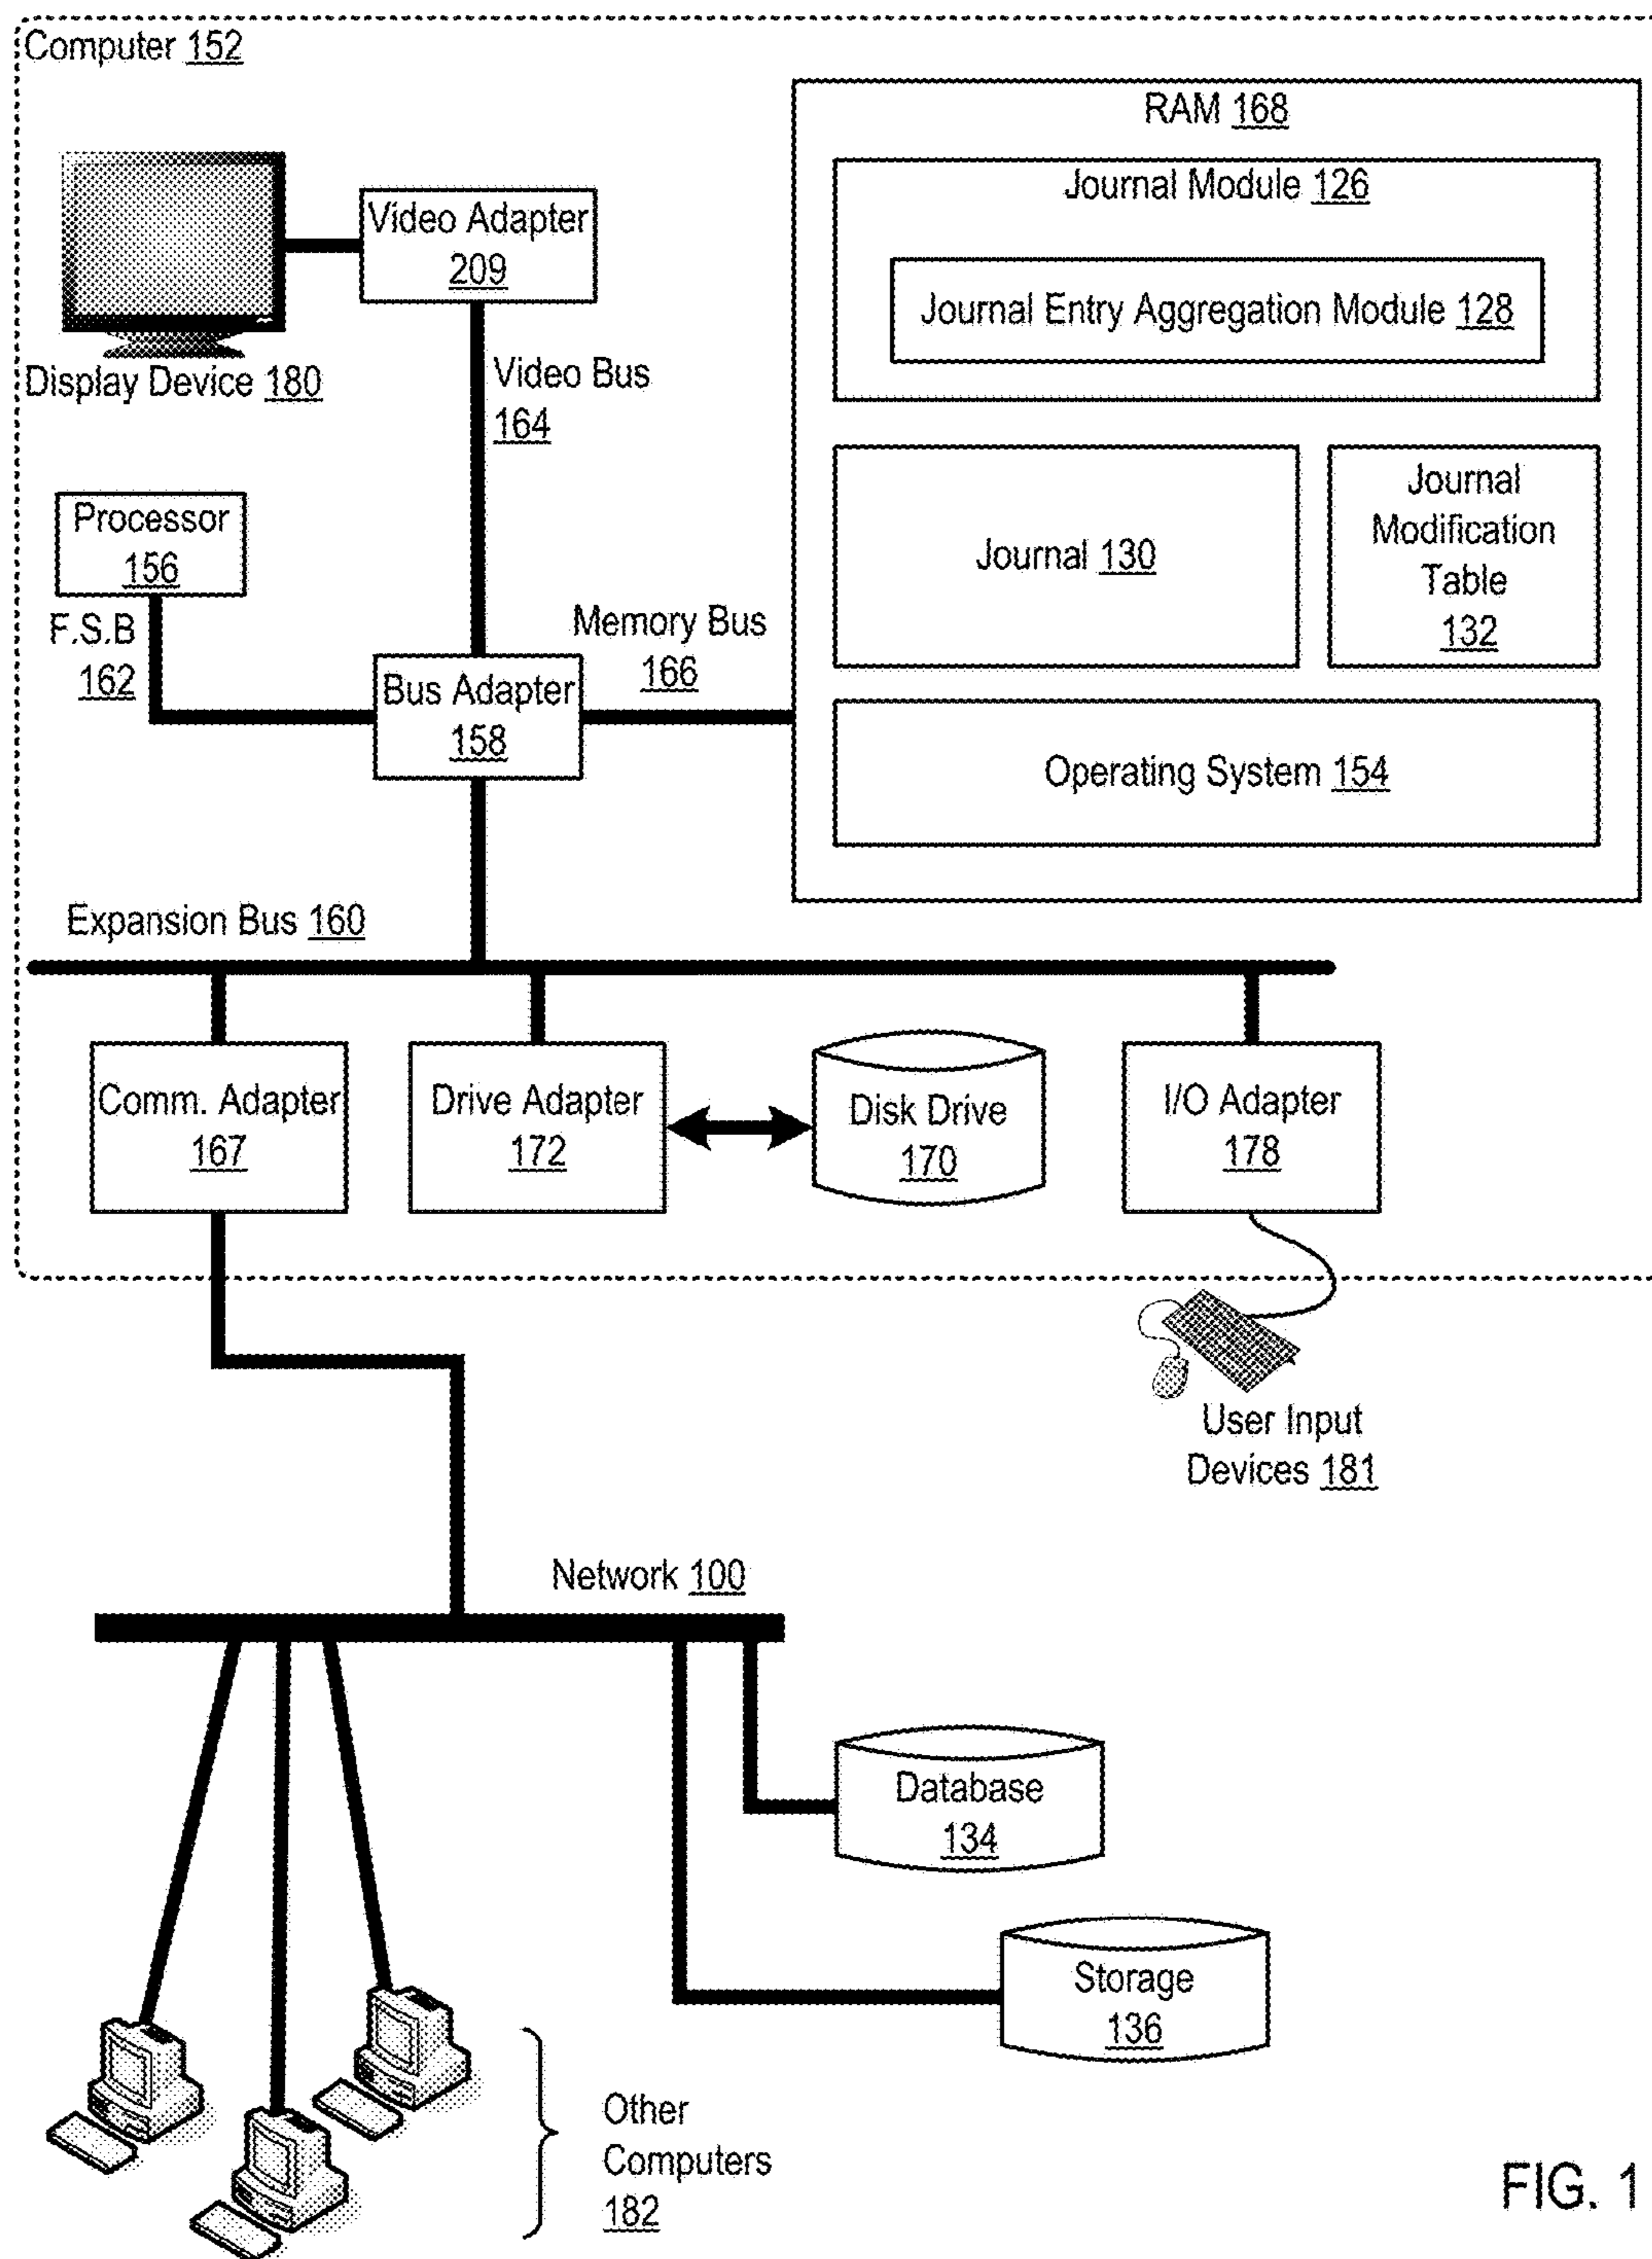 Computer 152
RAM 168
Journal Module 126
Journal Entry Aggregation Module 128
Video Adapter
209
Display Device 180
Video Bus
164
Journal 130
Journal
Modification
Table
132
Processor
156
F.S.B
162
Memory Bus
166
Bus Adapter
158
Operating System 154
Expansion Bus 160
Comm. Adapter
167
Drive Adapter
172
Disk Drive
170
I/O Adapter
178
User Input
Devices 181
Network 100
Database
134
Storage
136
Other
Computers
182
FIG. 1